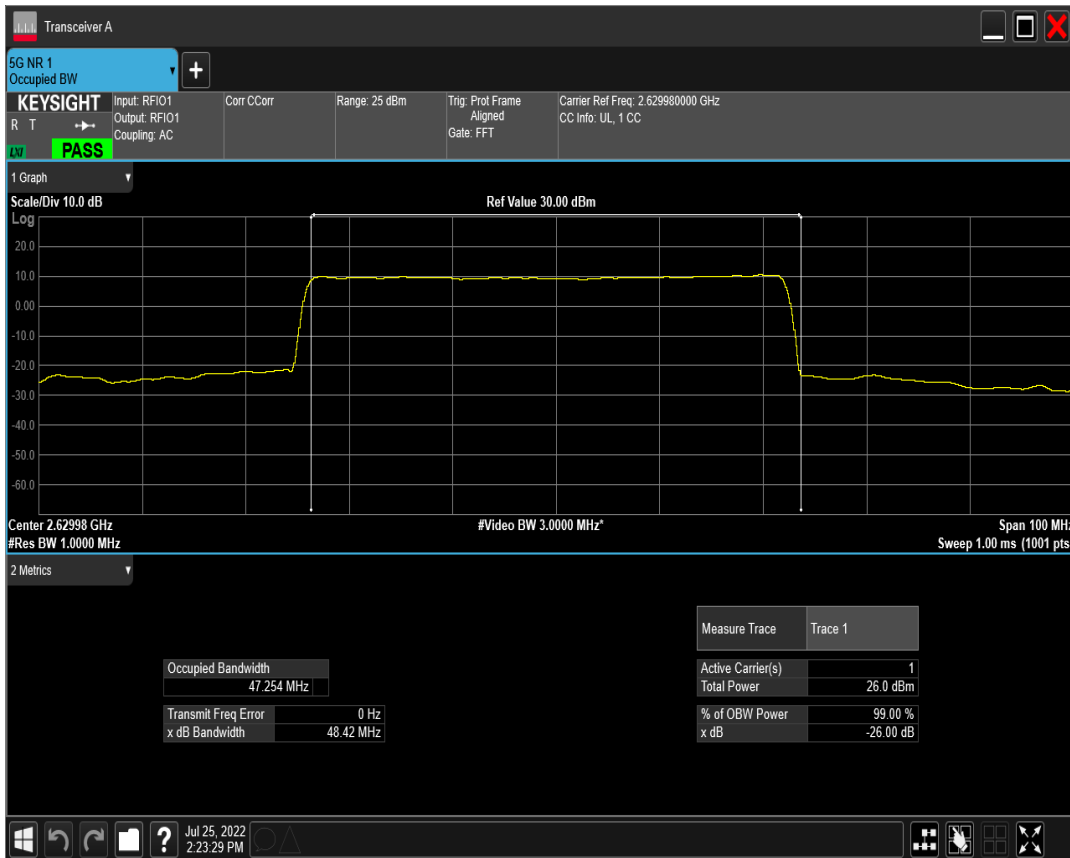 Transceiver A
5G NR 1
Occupied BW
+
KEYSIGHT
R T
LXI
PASS
Input: RFIO1
Output: RFIO1
Coupling: AC
Corr CCorr
Range: 25 dBm
Trig: Prot Frame
Aligned
Gate: FFT
Carrier Ref Freq: 2.629980000 GHz
CC Info: UL, 1 CC
1 Graph
Scale/Div 10.0 dB
Ref Value 30.00 dBm
Log
20.0
10.0
0.00
-10.0
-20.0
-30.0
-40.0
-50.0
-60.0
Center 2.62998 GHz
#Video BW 3.0000 MHz*
Span 100 MHz
#Res BW 1.0000 MHz
Sweep 1.00 ms (1001 pts
2 Metrics
Measure Trace Trace 1
Occupied Bandwidth
47.254 MHz
Active Carrier(s) 1
Total Power 26.0 dBm
Transmit Freq Error 0 Hz
x dB Bandwidth 48.42 MHz
% of OBW Power 99.00 %
x dB -26.00 dB
?
Jul 25, 2022
2:23:29 PM